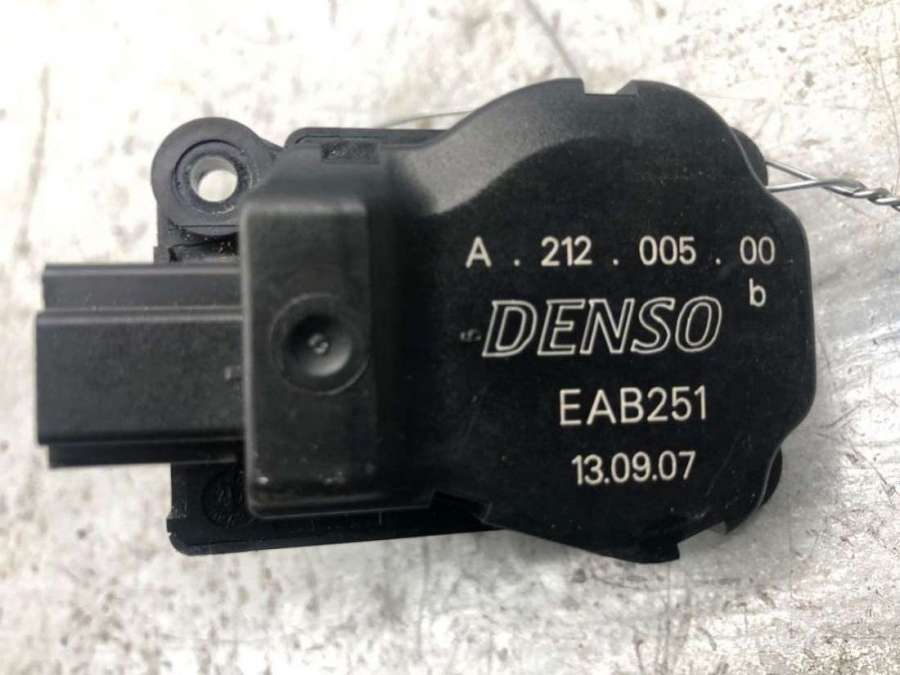 A . 212 . 005 . 00
b
DENSO
EAB251
13.09.07